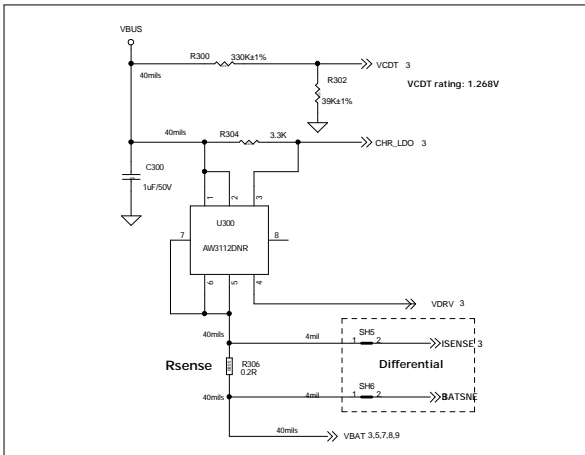 VBUS
R300 330K±1%
VCDT 3
40mils
R302
39K±1%
VCDT rating: 1.268V
40mils
R304 3.3K
CHR_LDO 3
C300
1uF/50V
1 2 3
U300
7 8
AW3112DNR
6 5 4
VDRV 3
40mils
4mil 1 SH5 2 ISENSE 3
Rsense
R306
0.2R
Differential
SH6
40mils 4mil 1 2 BATSNE
40mils VBAT 3,5,7,8,9